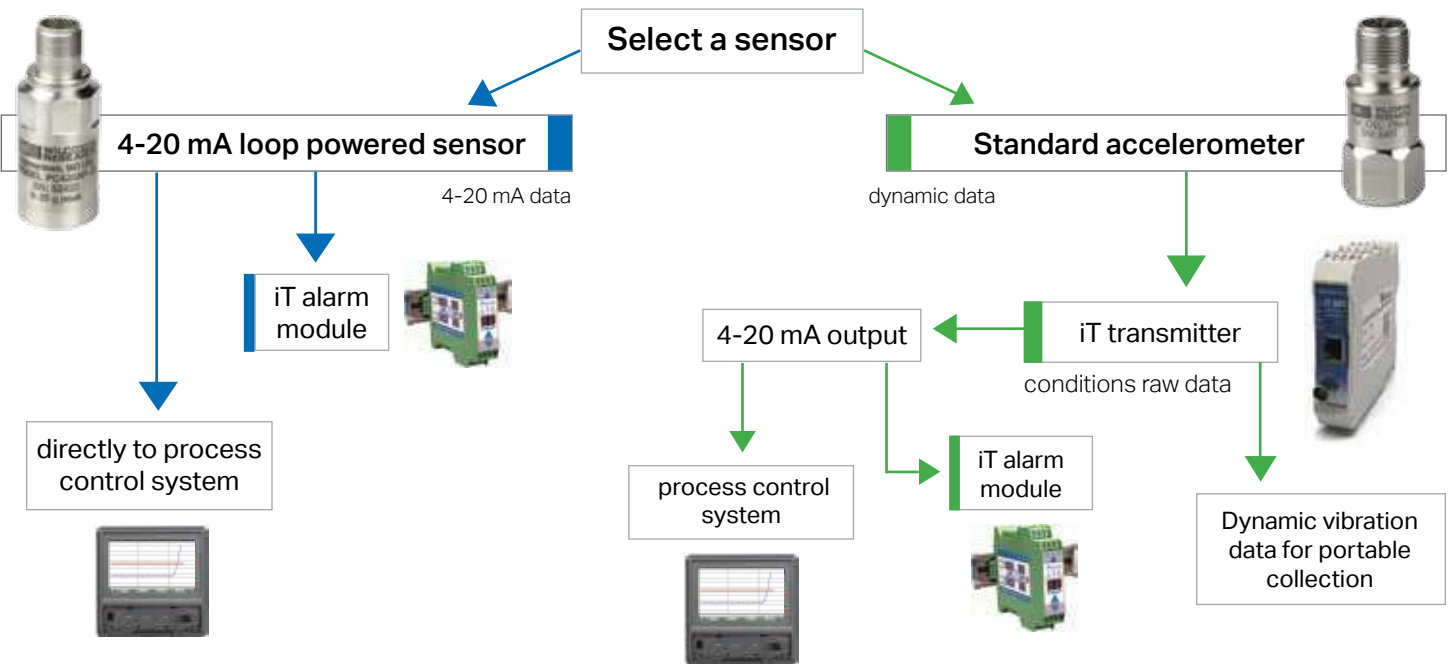 Select a sensor
4-20 mA loop powered sensor
Standard accelerometer
4-20 mA data
dynamic data
iT alarm
module
4-20 mA output
iT transmitter
conditions raw data
directly to process
control system
process control
system
iT alarm
module
Dynamic vibration
data for portable
collection